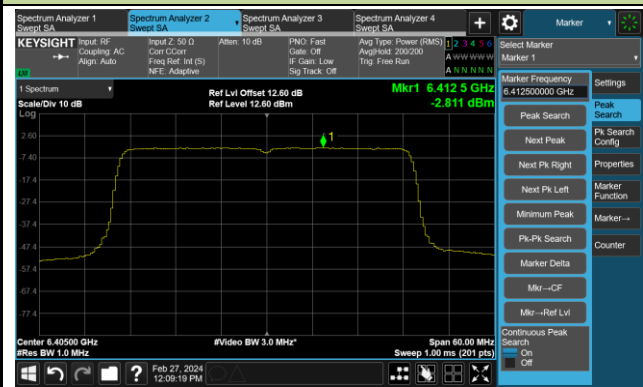 Spectrum Analyzer 1
Swept SA
Spectrum Analyzer 2
Swept SA
Spectrum Analyzer 3
Swept SA
Spectrum Analyzer 4
Swept SA
+
Marker
KEYSIGHT
Input: RF
Coupling: AC
Align: Auto
Input Z: 50 Ω
Corr CCorr
Freq Ref: Int (S)
NFE: Adaptive
Atten: 10 dB
PNO: Fast
Gate: Off
IF Gain: Low
Sig Track: Off
Avg Type: Power (RMS)
Avg|Hold: 200/200
Trig: Free Run
1 2 3 4 5 6
A W W W W W
A N N N N N
Select Marker
Marker 1
1 Spectrum
Scale/Div 10 dB
Log
Ref Lvl Offset 12.60 dB
Ref Level 12.60 dBm
Mkr1 6.412 5 GHz
-2.811 dBm
2.60
-7.40
-17.4
-27.4
-37.4
-47.4
-57.4
-67.4
-77.4
1
Center 6.40500 GHz
#Res BW 1.0 MHz
#Video BW 3.0 MHz*
Span 60.00 MHz
Sweep 1.00 ms (201 pts)
Marker Frequency
6.412500000 GHz
Peak Search
Next Peak
Next Pk Right
Next Pk Left
Minimum Peak
Pk-Pk Search
Marker Delta
Mkr→CF
Mkr→Ref Lvl
Continuous Peak
Search
On
Off
Settings
Peak
Search
Pk Search
Config
Properties
Marker
Function
Marker→
Counter
?
Feb 27, 2024
12:09:19 PM